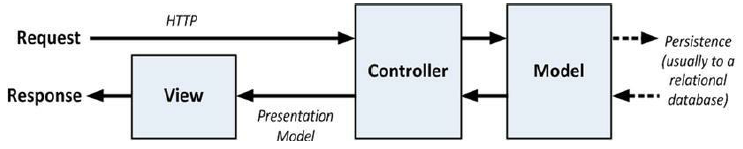 HTTP
Request
Controller
Model
Persistence
(usually to a
relational
database)
Response
View
Presentation
Model